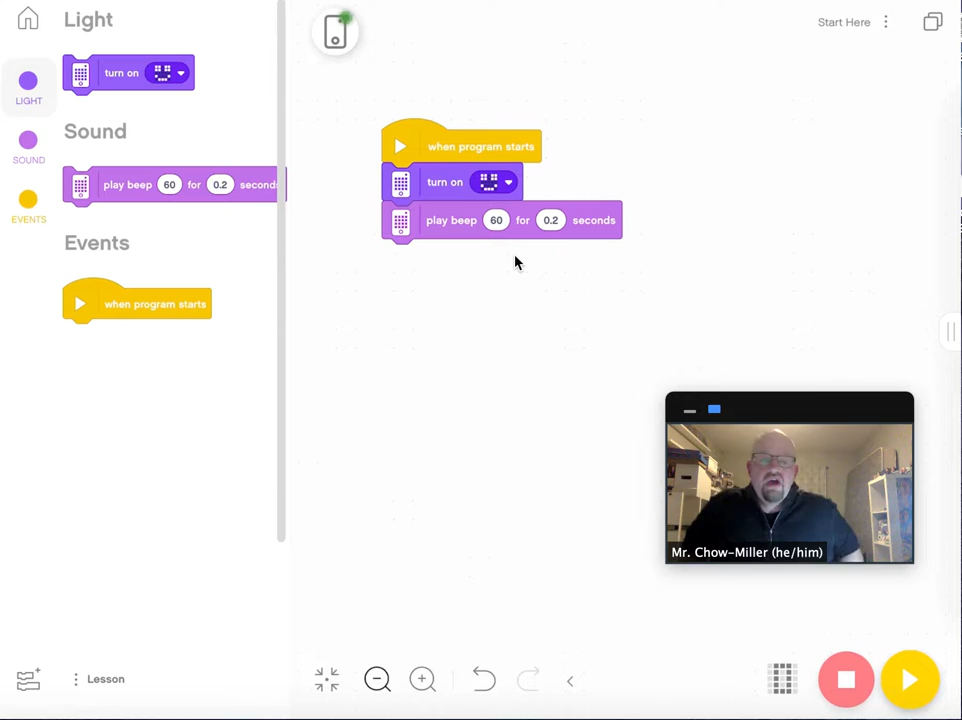 Light
Start Here
turn on
LIGHT
Sound
SOUND
play beep 60 for 0.2 seconds
EVENTS
Events
when program starts
when program starts
turn on
play beep 60 for 0.2 seconds
Mr. Chow-Miller (he/him)
Lesson